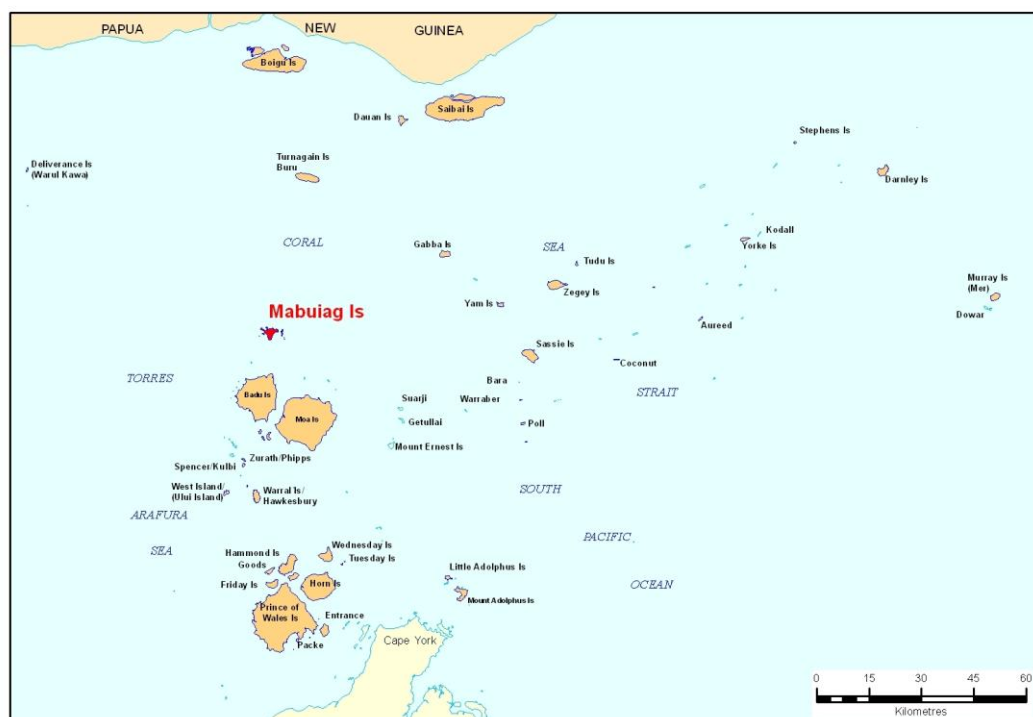 PAPUA NEW GUINEA
Boigu Is
Saibai Is
Dauan Is
Stephens Is
Deliverance Is
(Warul Kawa)
Turnagain Is
Buru
Darnley Is
Kodall
CORAL SEA
Gabba Is
Yorke Is
Tudu Is
Murray Is
(Mer)
Zegey Is
Mabuiag Is
Yam Is
Dowar
Aureed
Sassie Is
Coconut
TORRES STRAIT
Bara
Badu Is
Suarji
Warraber
Moa Is
Getullai
Poll
Mount Ernest Is
Zurath/Phipps
Spencer/Kulbi
West Island/
(Ului Island)
Warral Is/
Hawkesbury
SOUTH
ARAFURA
PACIFIC
SEA
Wednesday Is
Hammond Is
Tuesday Is
Goods
Little Adolphus Is
Friday Is
Horn Is
OCEAN
Mount Adolphus Is
Prince of
Wales Is
Entrance
Packe
Cape York
0 15 30 45 60
Kilometres